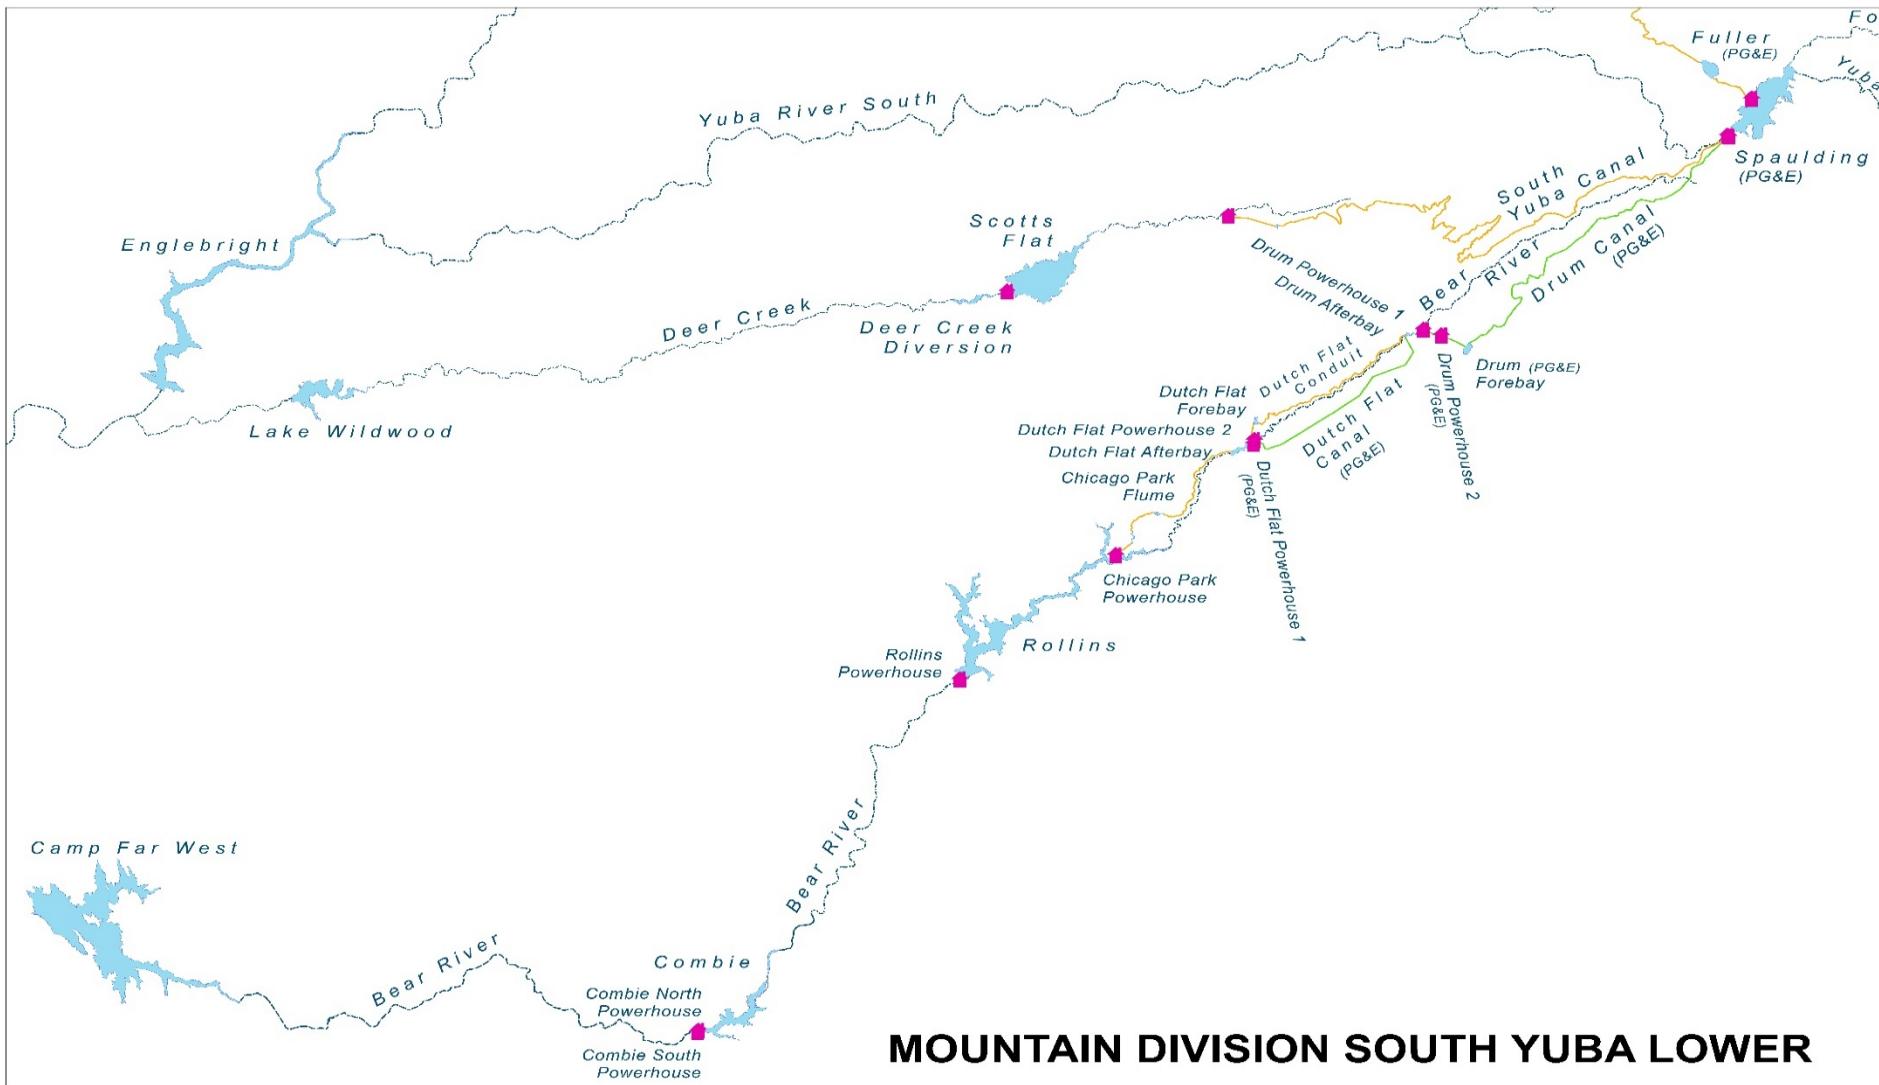 Fo
Fuller
(PG&E)
Yuba
Yuba River South
Spaulding
(PG&E)
South
Yuba Canal
Scotts
Flat
Englebright
Drum Powerhouse 1
Drum Afterbay
Bear
River
Drum Canal
(PG&E)
Deer Creek
Deer Creek
Diversion
Dutch Flat
Conduit
Drum (PG&E)
Forebay
Drum Powerhouse 2
(PG&E)
Dutch Flat
Forebay
Dutch Flat
Canal
(PG&E)
Lake Wildwood
Dutch Flat Powerhouse 2
Dutch Flat Afterbay
Chicago Park
Flume
Dutch Flat Powerhouse 1
(PG&E)
Chicago Park
Powerhouse
Rollins
Rollins
Powerhouse
Camp Far West
Bear River
Bear River
Combie
Combie North
Powerhouse
Combie South
Powerhouse
MOUNTAIN DIVISION SOUTH YUBA LOWER